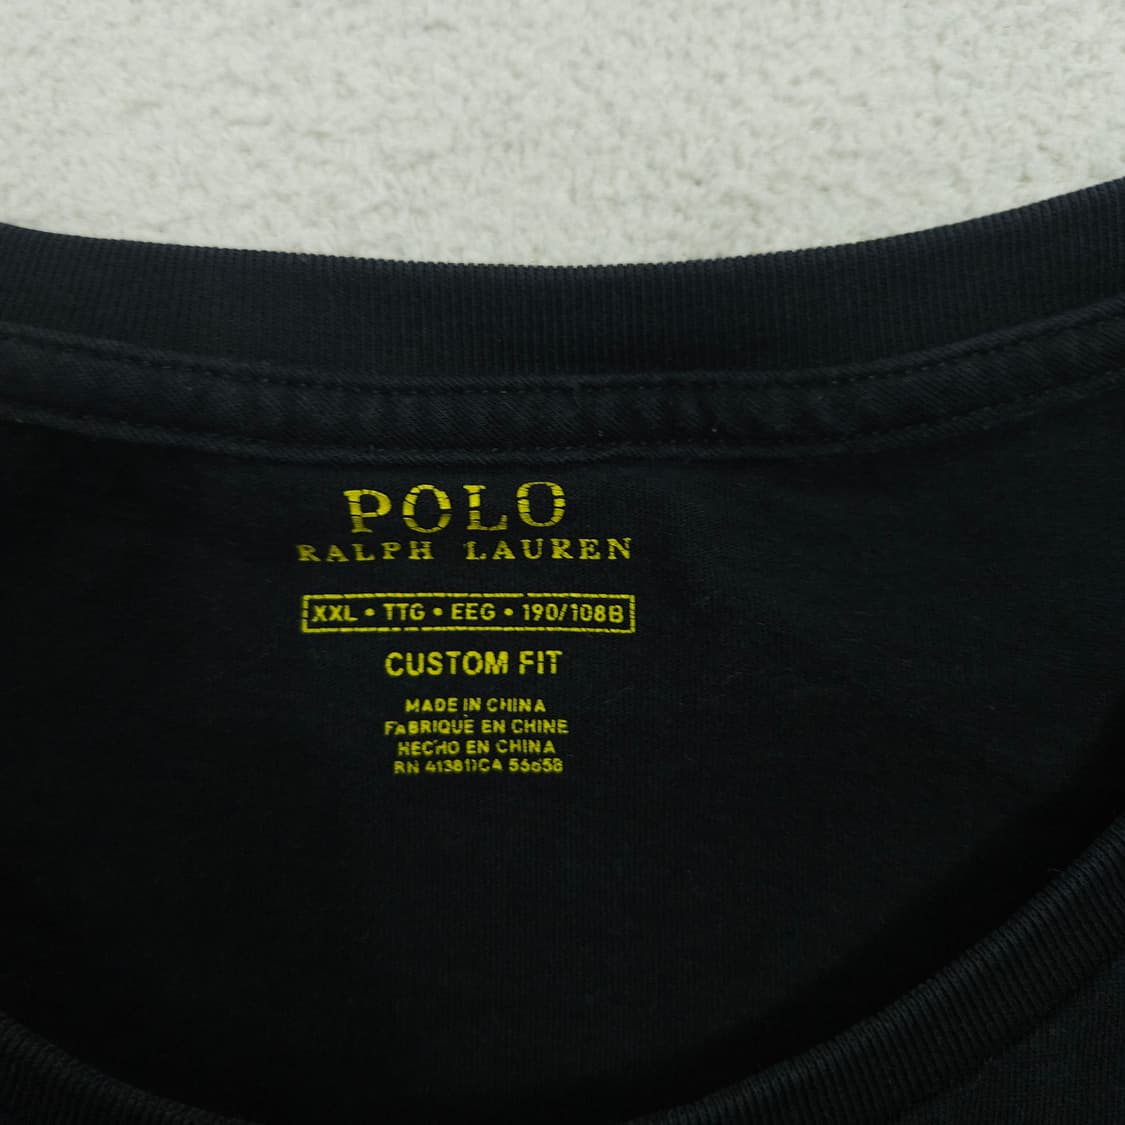 POLO
RALPH LAUREN
XXL • TTG • EEG • 190/108B
CUSTOM FIT
MADE IN CHINA
FABRIQUÉ EN CHINE
HECHO EN CHINA
RN 41381/CA 56658